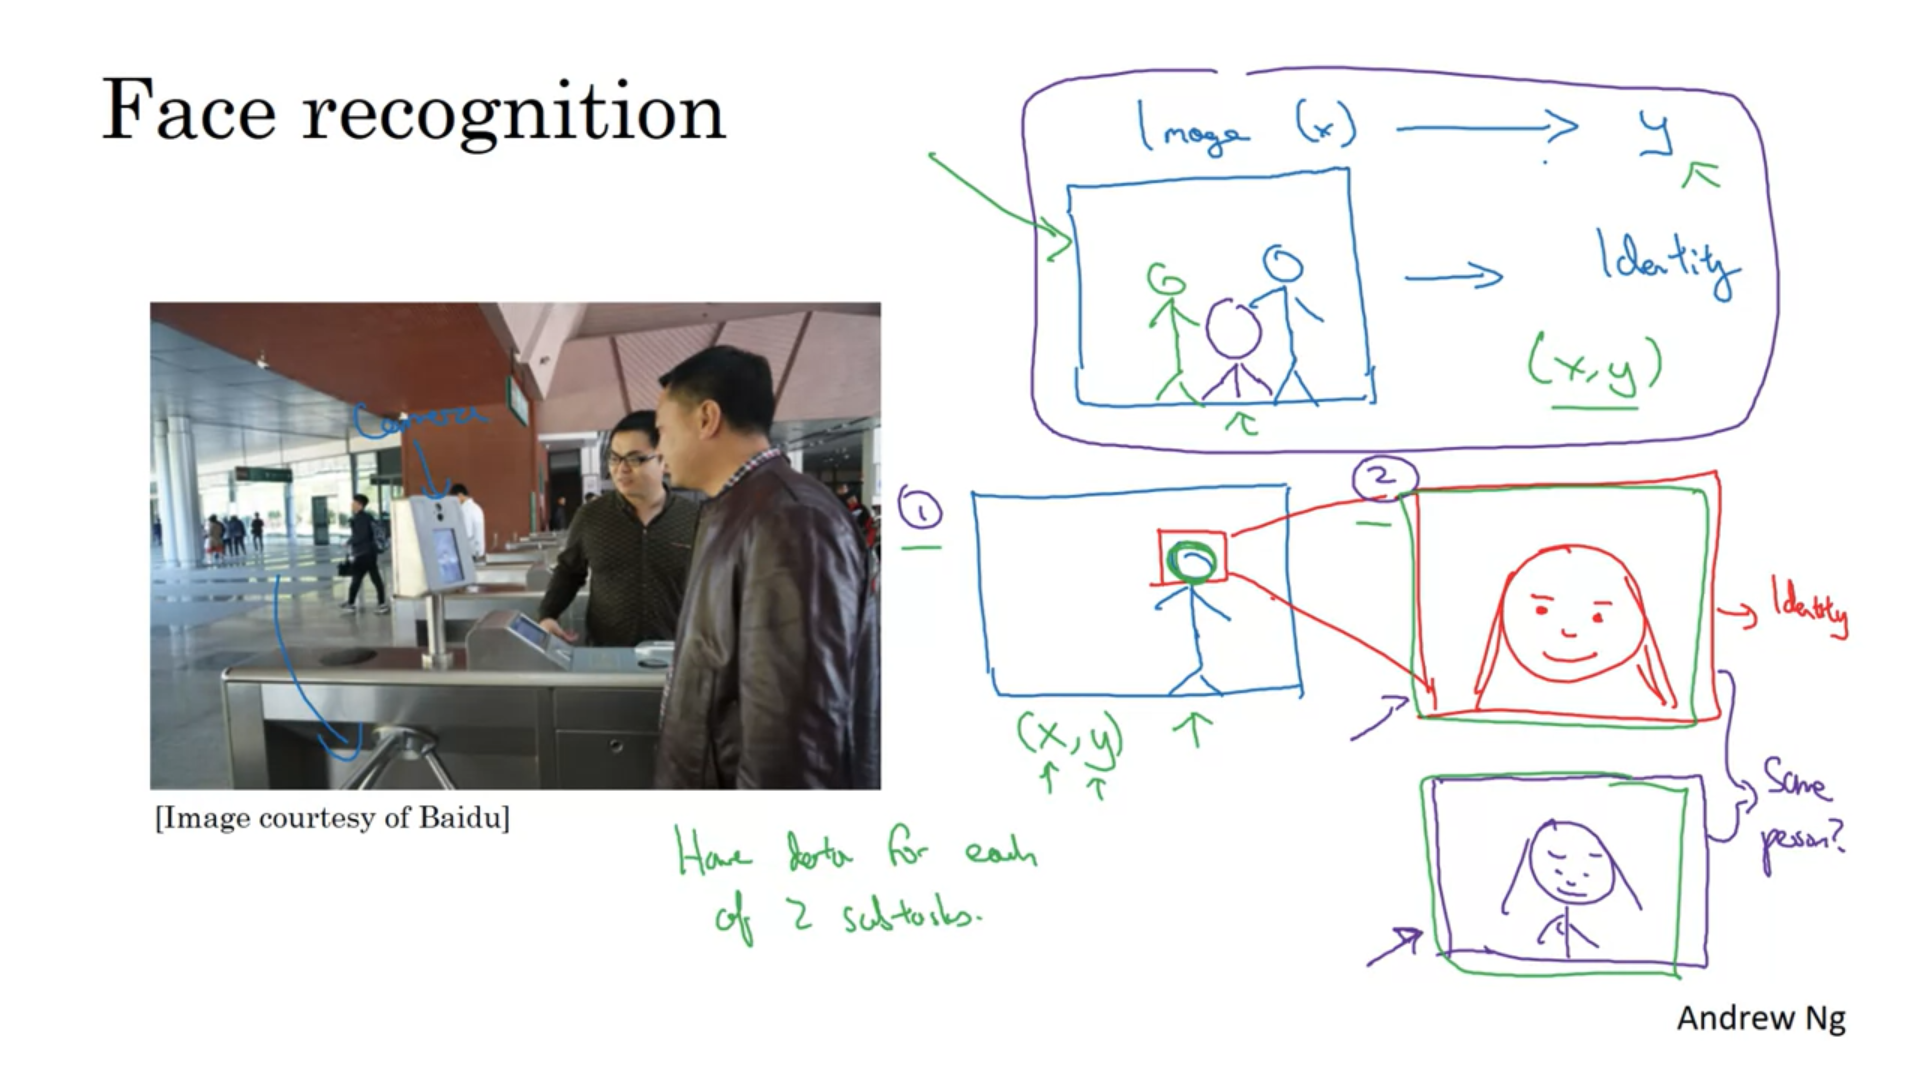 Face recognition
Image (x) → y
Identity
(x,y)
Camera
1
2
Identity
(x, y)
Same
person?
[Image courtesy of Baidu]
Have data for each
of 2 subtasks.
Andrew Ng